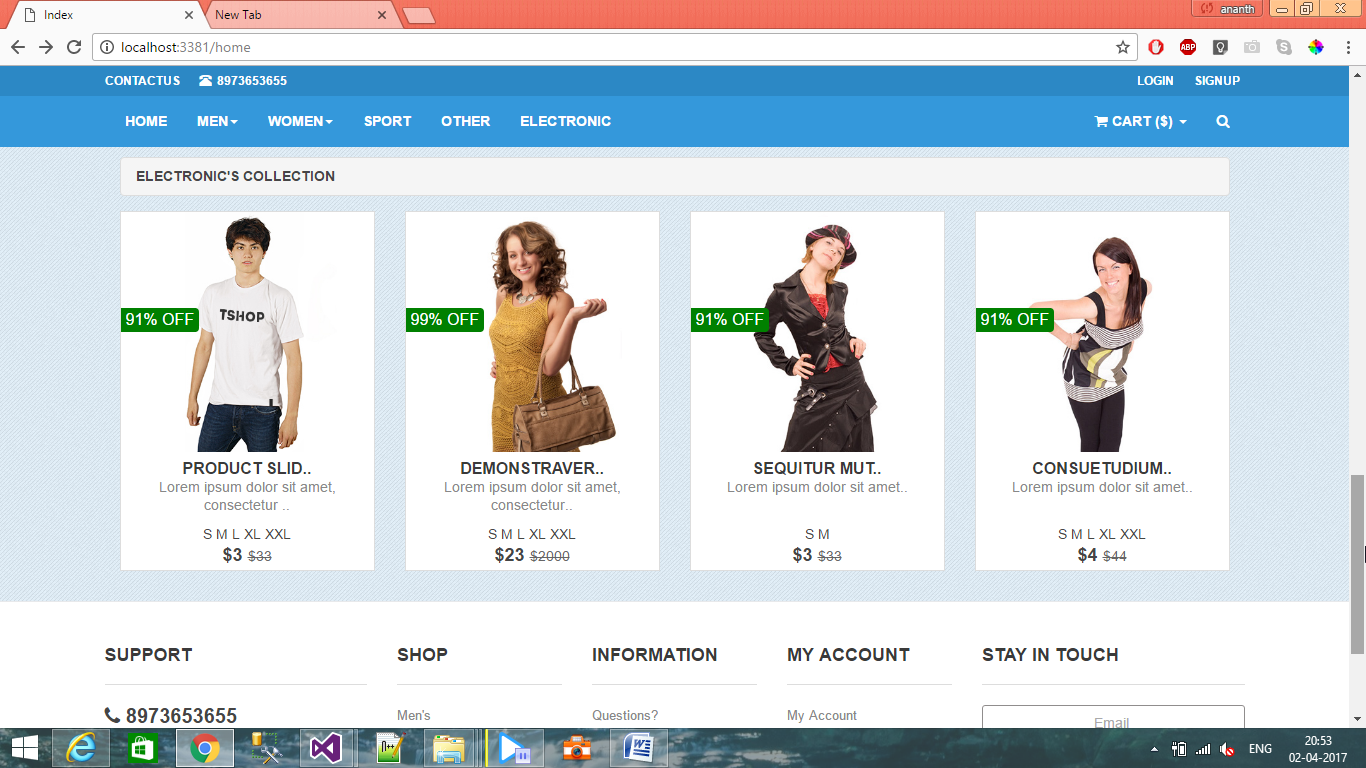 Index
New Tab
ananth
localhost:3381/home
ABP
CONTACTUS 8973653655 LOGIN SIGNUP
HOME MEN WOMEN SPORT OTHER ELECTRONIC CART ($)
ELECTRONIC'S COLLECTION
TSHOP
91% OFF 99% OFF 91% OFF 91% OFF
PRODUCT SLID..
Lorem ipsum dolor sit amet,
consectetur ..
S M L XL XXL
$3 $33
DEMONSTRAVER..
Lorem ipsum dolor sit amet,
consectetur..
S M L XL XXL
$23 $2000
SEQUITUR MUT..
Lorem ipsum dolor sit amet..
S M
$3 $33
CONSUETUDIUM..
Lorem ipsum dolor sit amet..
S M L XL XXL
$4 $44
SUPPORT SHOP INFORMATION MY ACCOUNT STAY IN TOUCH
8973653655 Men's Questions? My Account Email
ENG
20:53
02-04-2017